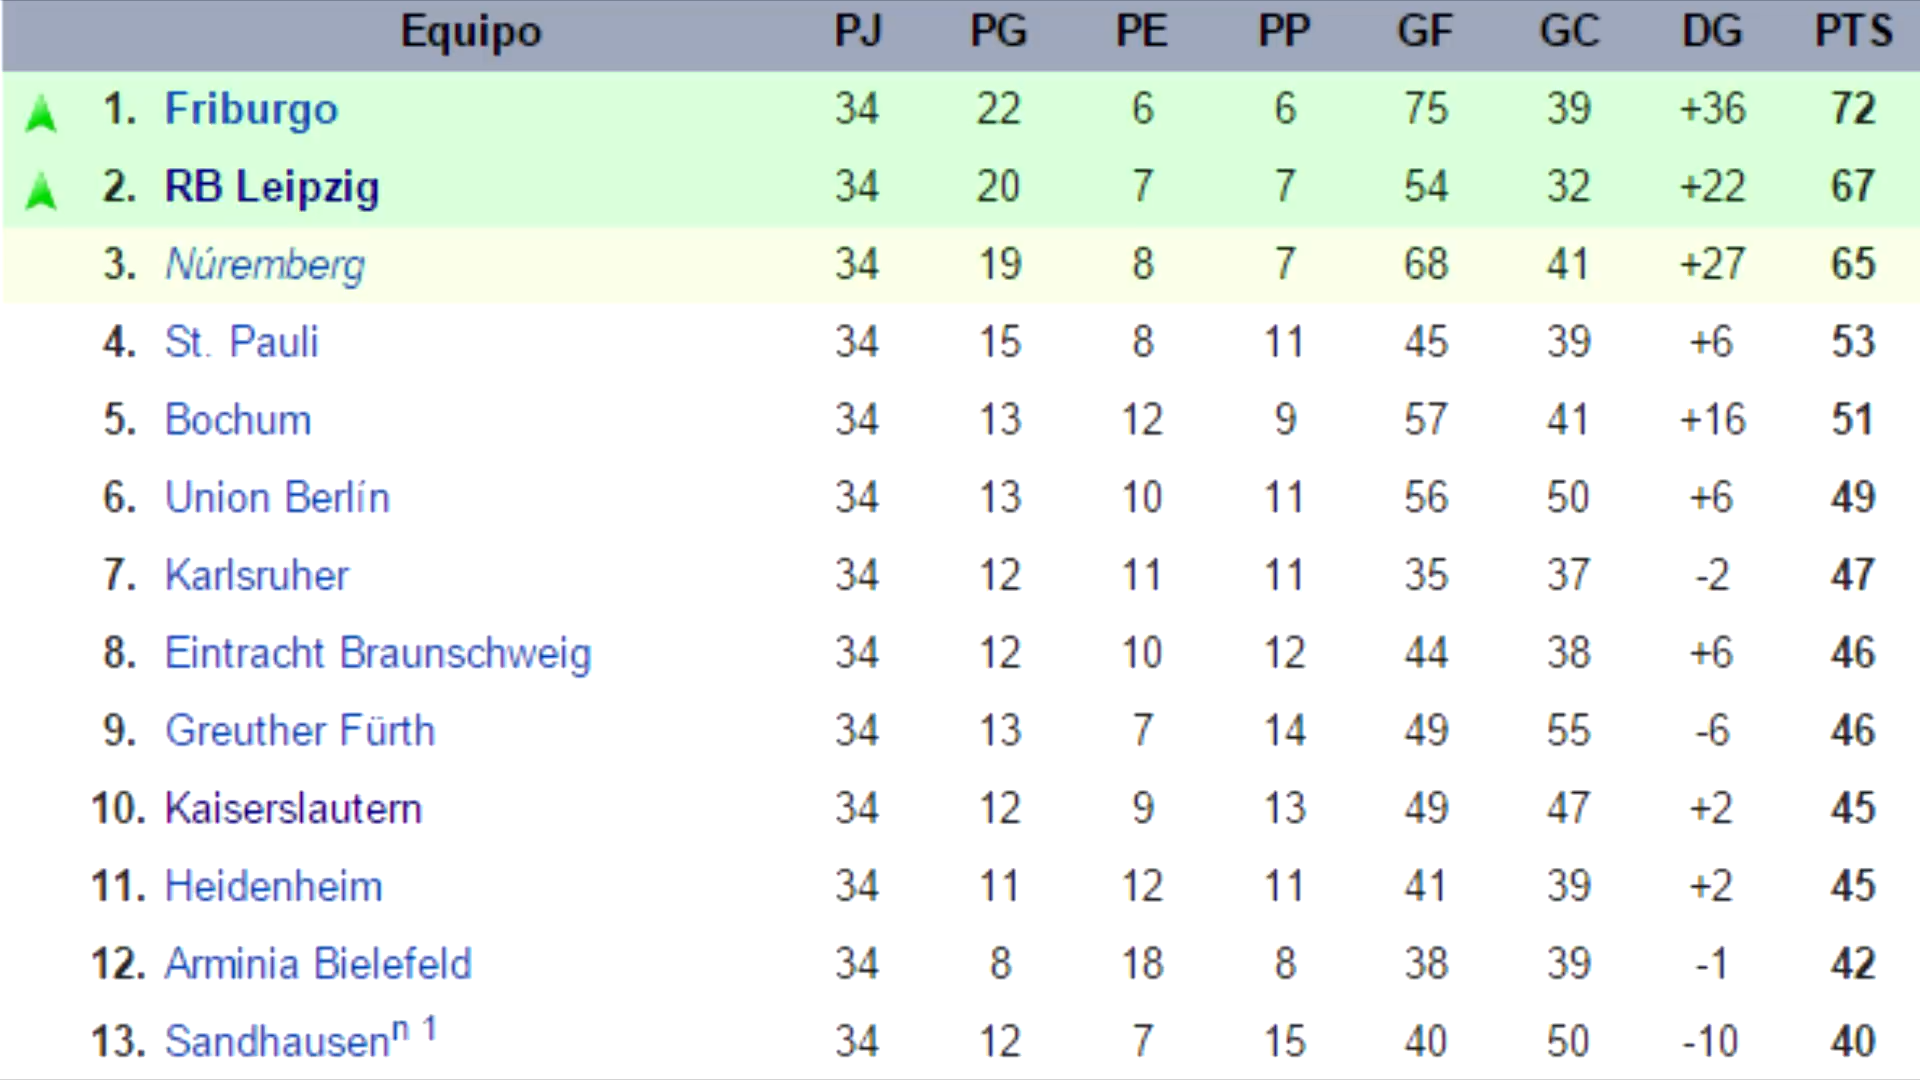 Equipo PJ PG PE PP GF GC DG PTS
1. Friburgo 34 22 6 6 75 39 +36 72
2. RB Leipzig 34 20 7 7 54 32 +22 67
3. Núremberg 34 19 8 7 68 41 +27 65
4. St. Pauli 34 15 8 11 45 39 +6 53
5. Bochum 34 13 12 9 57 41 +16 51
6. Union Berlín 34 13 10 11 56 50 +6 49
7. Karlsruher 34 12 11 11 35 37 -2 47
8. Eintracht Braunschweig 34 12 10 12 44 38 +6 46
9. Greuther Fürth 34 13 7 14 49 55 -6 46
10. Kaiserslautern 34 12 9 13 49 47 +2 45
11. Heidenheim 34 11 12 11 41 39 +2 45
12. Arminia Bielefeld 34 8 18 8 38 39 -1 42
13. Sandhausen n 1 34 12 7 15 40 50 -10 40